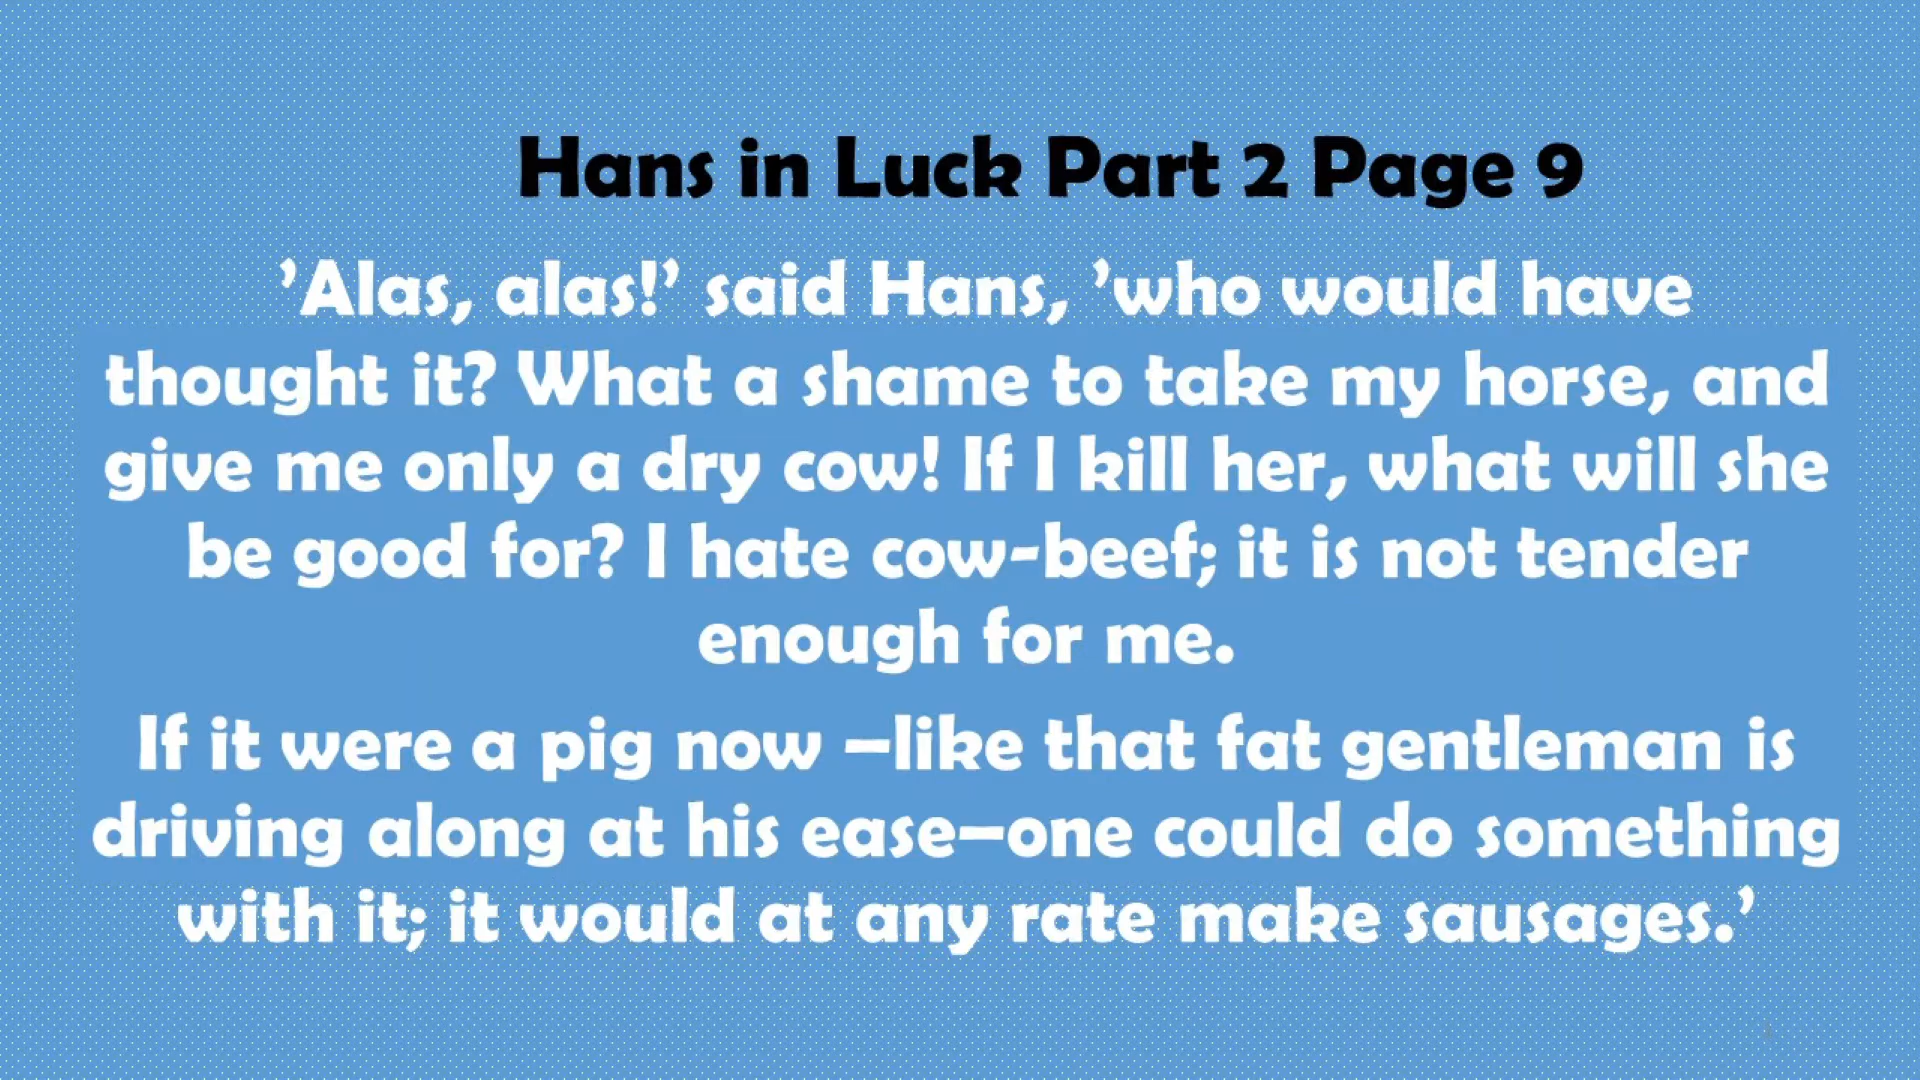 Hans in Luck Part 2 Page 9
’Alas, alas!’ said Hans, ’who would have
thought it? What a shame to take my horse, and
give me only a dry cow! If I kill her, what will she
be good for? I hate cow-beef; it is not tender
enough for me.
If it were a pig now –like that fat gentleman is
driving along at his ease–one could do something
with it; it would at any rate make sausages.’